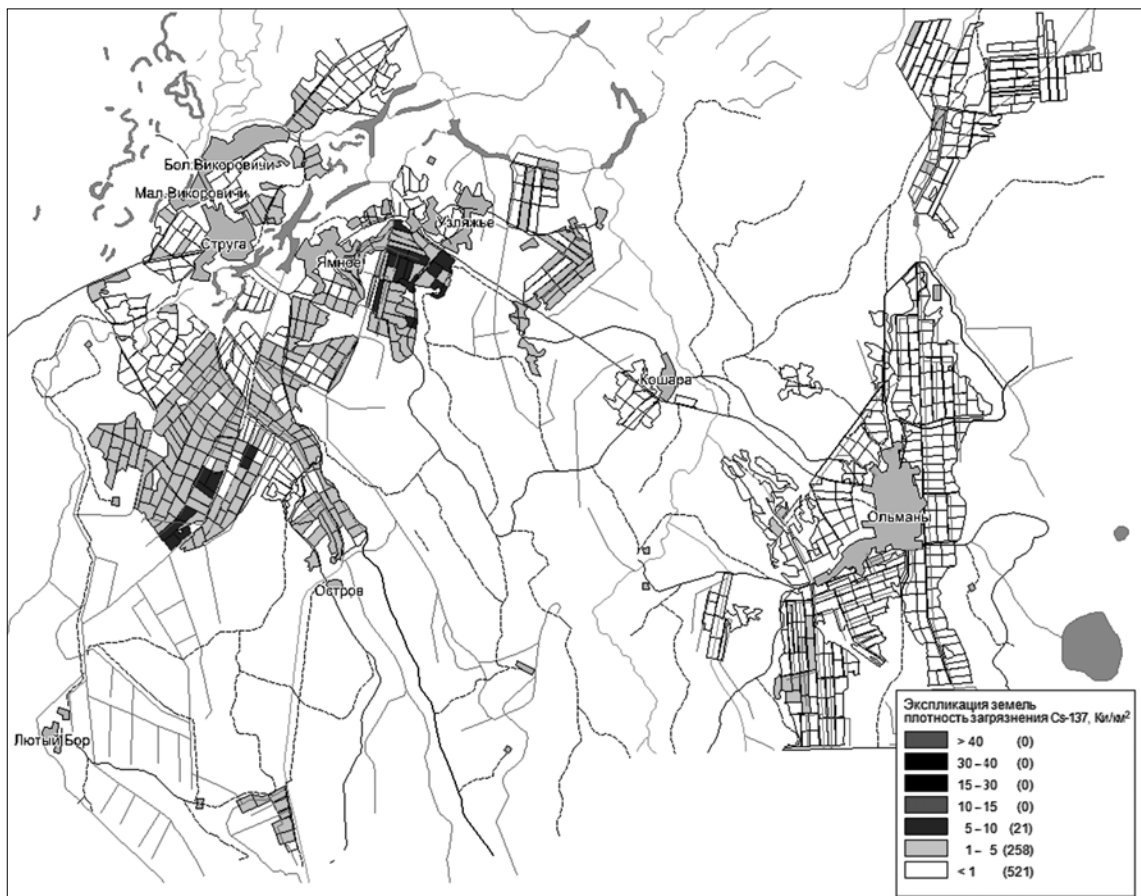 Бол.Викоровичи
Мал.Викоровичи
Струга
Узляжье
Ямное
Кошара
Ольманы
Остров
Лютый Бор
Экспликация земель
плотность загрязнения Cs-137, Ки/км²
> 40 (0)
30 – 40 (0)
15 – 30 (0)
10 – 15 (0)
5 – 10 (21)
1 – 5 (258)
< 1 (521)